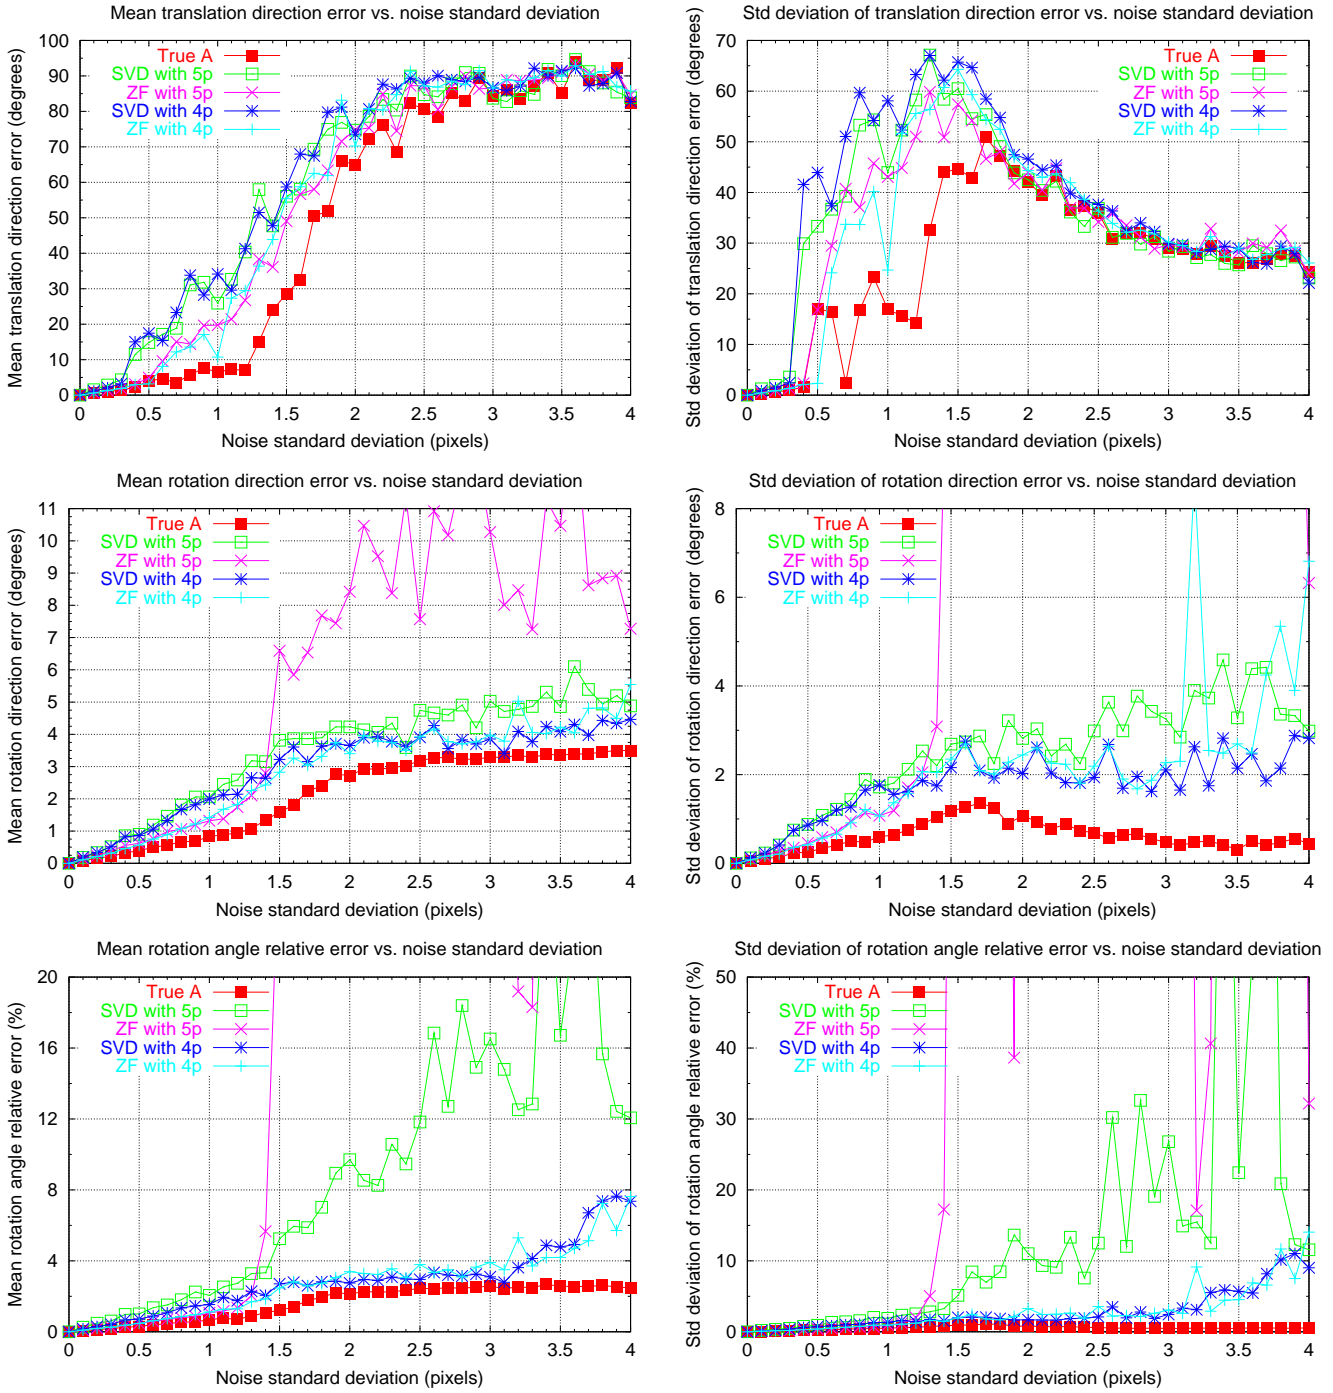 Mean translation direction error vs. noise standard deviation
Mean translation direction error (degrees)
100
90
80
70
60
50
40
30
20
10
0
True A
SVD with 5p
ZF with 5p
SVD with 4p
ZF with 4p
0 0.5 1 1.5 2 2.5 3 3.5 4
Noise standard deviation (pixels)
Std deviation of translation direction error vs. noise standard deviation
Std deviation of translation direction error (degrees)
70
60
50
40
30
20
10
0
True A
SVD with 5p
ZF with 5p
SVD with 4p
ZF with 4p
0 0.5 1 1.5 2 2.5 3 3.5 4
Noise standard deviation (pixels)
Mean rotation direction error vs. noise standard deviation
Mean rotation direction error (degrees)
11
10
9
8
7
6
5
4
3
2
1
0
True A
SVD with 5p
ZF with 5p
SVD with 4p
ZF with 4p
0 0.5 1 1.5 2 2.5 3 3.5 4
Noise standard deviation (pixels)
Std deviation of rotation direction error vs. noise standard deviation
Std deviation of rotation direction error (degrees)
8
6
4
2
0
True A
SVD with 5p
ZF with 5p
SVD with 4p
ZF with 4p
0 0.5 1 1.5 2 2.5 3 3.5 4
Noise standard deviation (pixels)
Mean rotation angle relative error vs. noise standard deviation
Mean rotation angle relative error (%)
20
16
12
8
4
0
True A
SVD with 5p
ZF with 5p
SVD with 4p
ZF with 4p
0 0.5 1 1.5 2 2.5 3 3.5 4
Noise standard deviation (pixels)
Std deviation of rotation angle relative error vs. noise standard deviation
Std deviation of rotation angle relative error (%)
50
40
30
20
10
0
True A
SVD with 5p
ZF with 5p
SVD with 4p
ZF with 4p
0 0.5 1 1.5 2 2.5 3 3.5 4
Noise standard deviation (pixels)